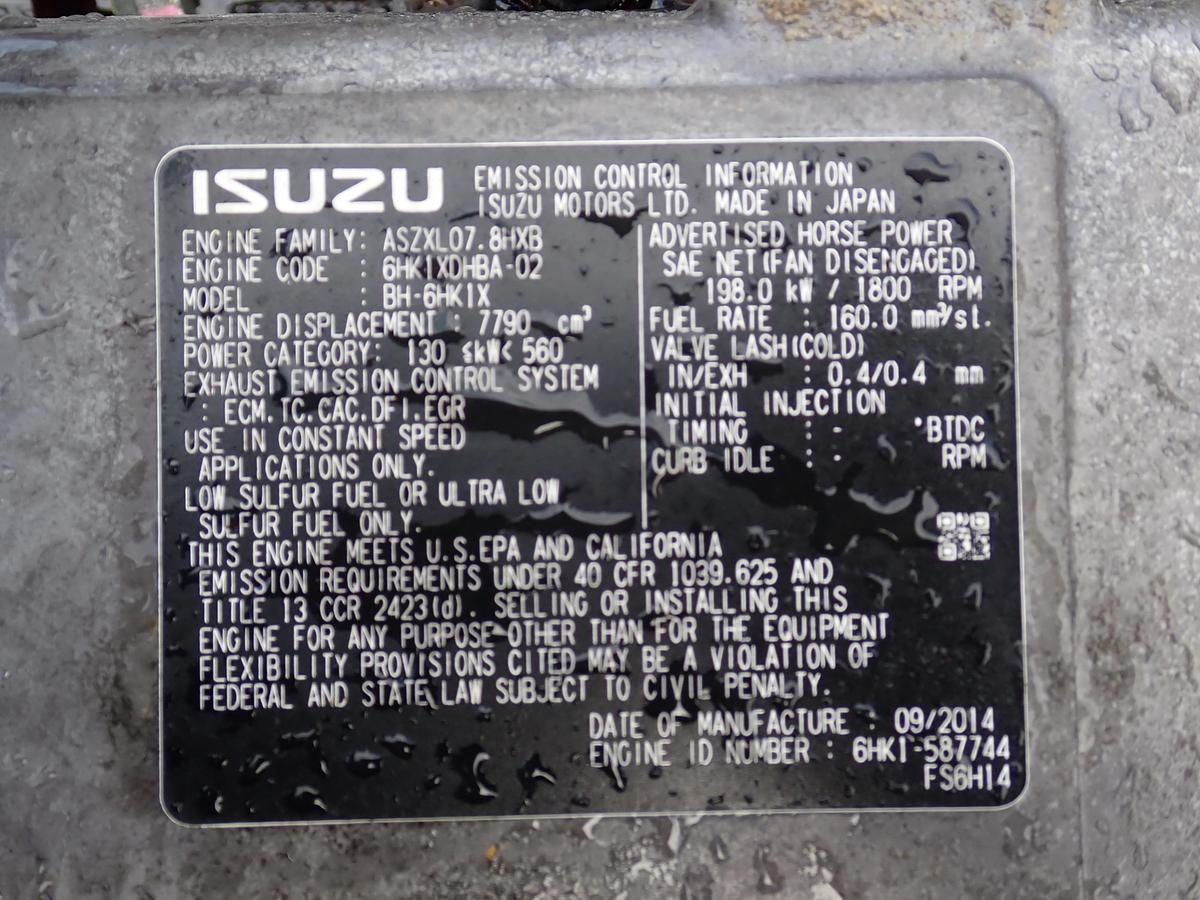 ISUZU
EMISSION CONTROL INFORMATION
ISUZU MOTORS LTD. MADE IN JAPAN
ENGINE FAMILY: ASZXL07.8HXB
ENGINE CODE : 6HK1XDHBA-02
MODEL : BH-6HK1X
ENGINE DISPLACEMENT : 7790 cm³
POWER CATEGORY: 130 ≤kW< 560
EXHAUST EMISSION CONTROL SYSTEM
: ECM.TC.CAC.DFI.EGR
USE IN CONSTANT SPEED
APPLICATIONS ONLY.
LOW SULFUR FUEL OR ULTRA LOW
SULFUR FUEL ONLY.
ADVERTISED HORSE POWER
SAE NET(FAN DISENGAGED)
198.0 kW / 1800 RPM
FUEL RATE : 160.0 mm³/st.
VALVE LASH(COLD)
IN/EXH : 0.4/0.4 mm
INITIAL INJECTION
TIMING : - °BTDC
CURB IDLE : - RPM
THIS ENGINE MEETS U.S.EPA AND CALIFORNIA
EMISSION REQUIREMENTS UNDER 40 CFR 1039.625 AND
TITLE 13 CCR 2423(d). SELLING OR INSTALLING THIS
ENGINE FOR ANY PURPOSE OTHER THAN FOR THE EQUIPMENT
FLEXIBILITY PROVISIONS CITED MAY BE A VIOLATION OF
FEDERAL AND STATE LAW SUBJECT TO CIVIL PENALTY.
DATE OF MANUFACTURE : 09/2014
ENGINE ID NUMBER : 6HK1-587744
FS6H14